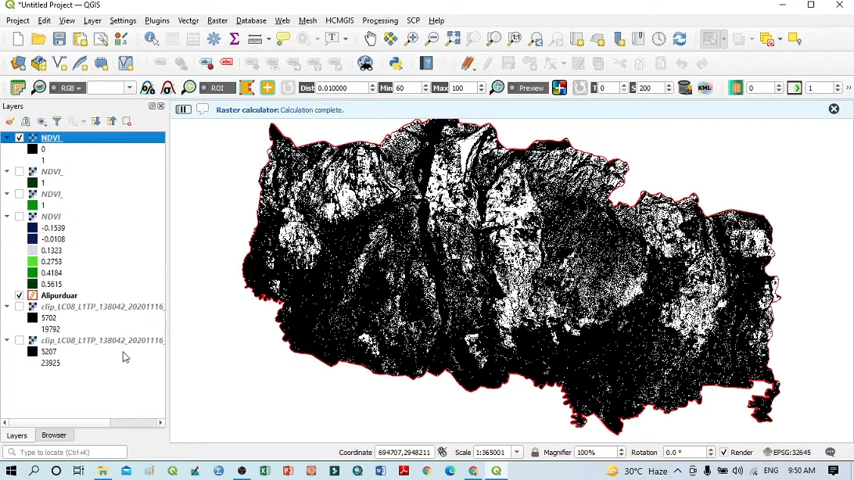 *Untitled Project — QGIS
Project Edit View Layer Settings Plugins Vector Raster Database Web Mesh HCMGIS Processing SCP Help
RGB = ROI Dist 0.010000 Min 60 Max 100 Preview T 0 S 200 KML 0 1
Layers
Raster calculator: Calculation complete.
NDVI_
0
1
NDVI_
1
NDVI_
1
NDVI
-0.1539
-0.0108
0.1323
0.2753
0.4184
0.5615
Alipurduar
clip_LC08_L1TP_138042_20201116_
5702
19792
clip_LC08_L1TP_138042_20201116_
5207
23925
Layers Browser
Type to locate (Ctrl+K)
Coordinate 694707,2948211 Scale 1:365001 Magnifier 100% Rotation 0.0 ° Render EPSG:32645
30°C Haze ENG 9:50 AM